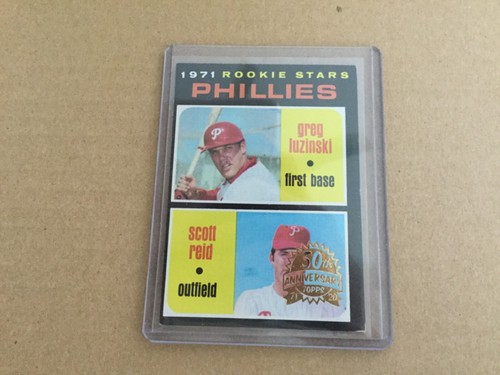 1971 ROOKIE STARS
PHILLIES
P
greg
luzinski
first base
scott
reid
outfield
50th
ANNIVERSARY
TOPPS